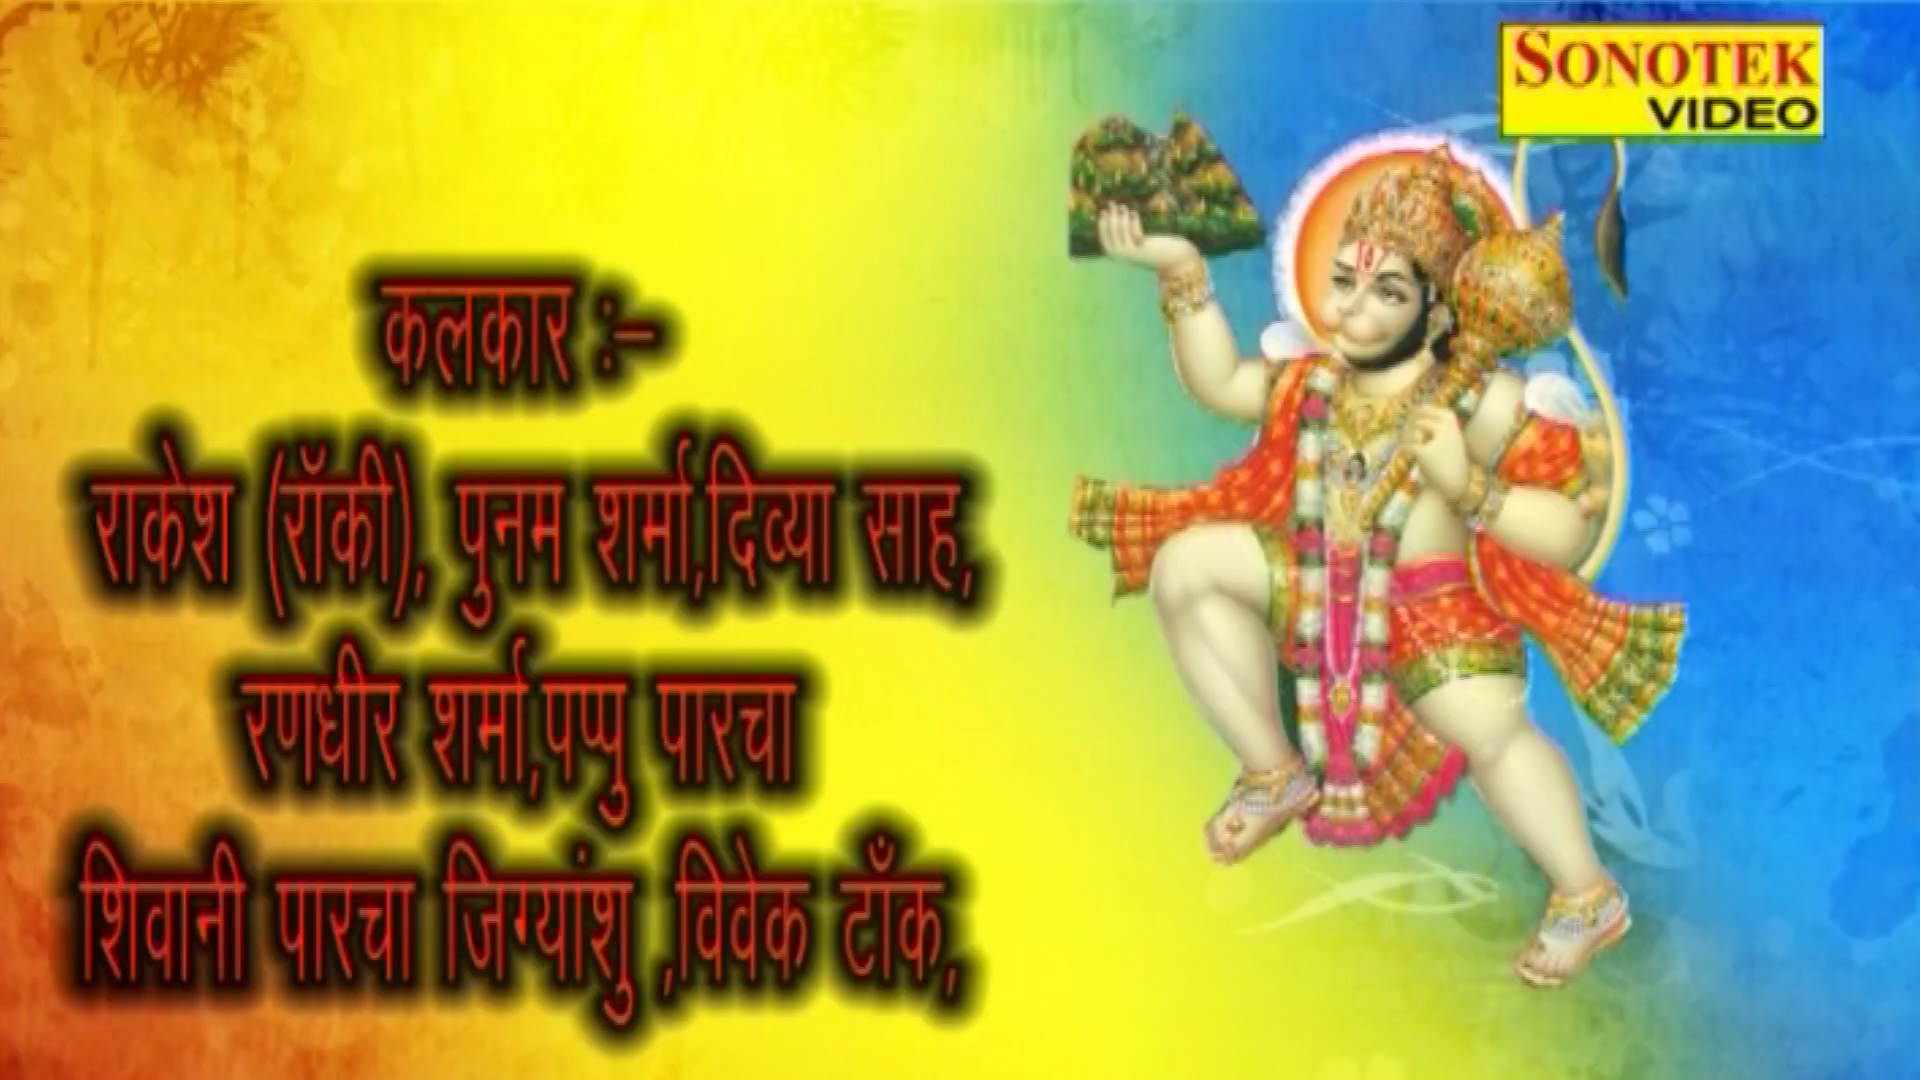 SONOTEK
VIDEO
कलकार :–
राकेश (रॉकी), पुनम शर्मा,दिव्या साह,
रणधीर शर्मा,पप्पु पारचा
शिवानी पारचा जिग्यांशु ,विवेक टाँक,